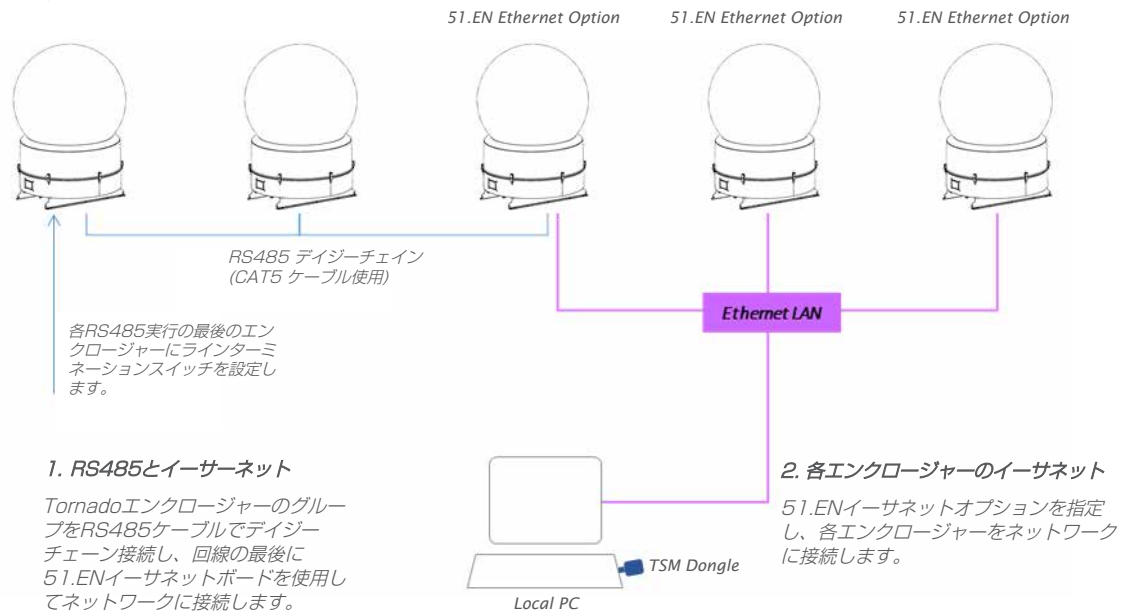 51.EN Ethernet Option
51.EN Ethernet Option
51.EN Ethernet Option
RS485 デイジーチェイン
(CAT5 ケーブル使用)
Ethernet LAN
各RS485実行の最後のエン
クロージャーにラインターミ
ネーションスイッチを設定し
ます。
1. RS485とイーサーネット
Tornadoエンクロージャーのグルー
プをRS485ケーブルでデイジー
チェーン接続し、回線の最後に
51.ENイーサネットボードを使用し
てネットワークに接続します。
2. 各エンクロージャーのイーサネット
51.ENイーサネットオプションを指定
し、各エンクロージャーをネットワーク
に接続します。
TSM Dongle
Local PC